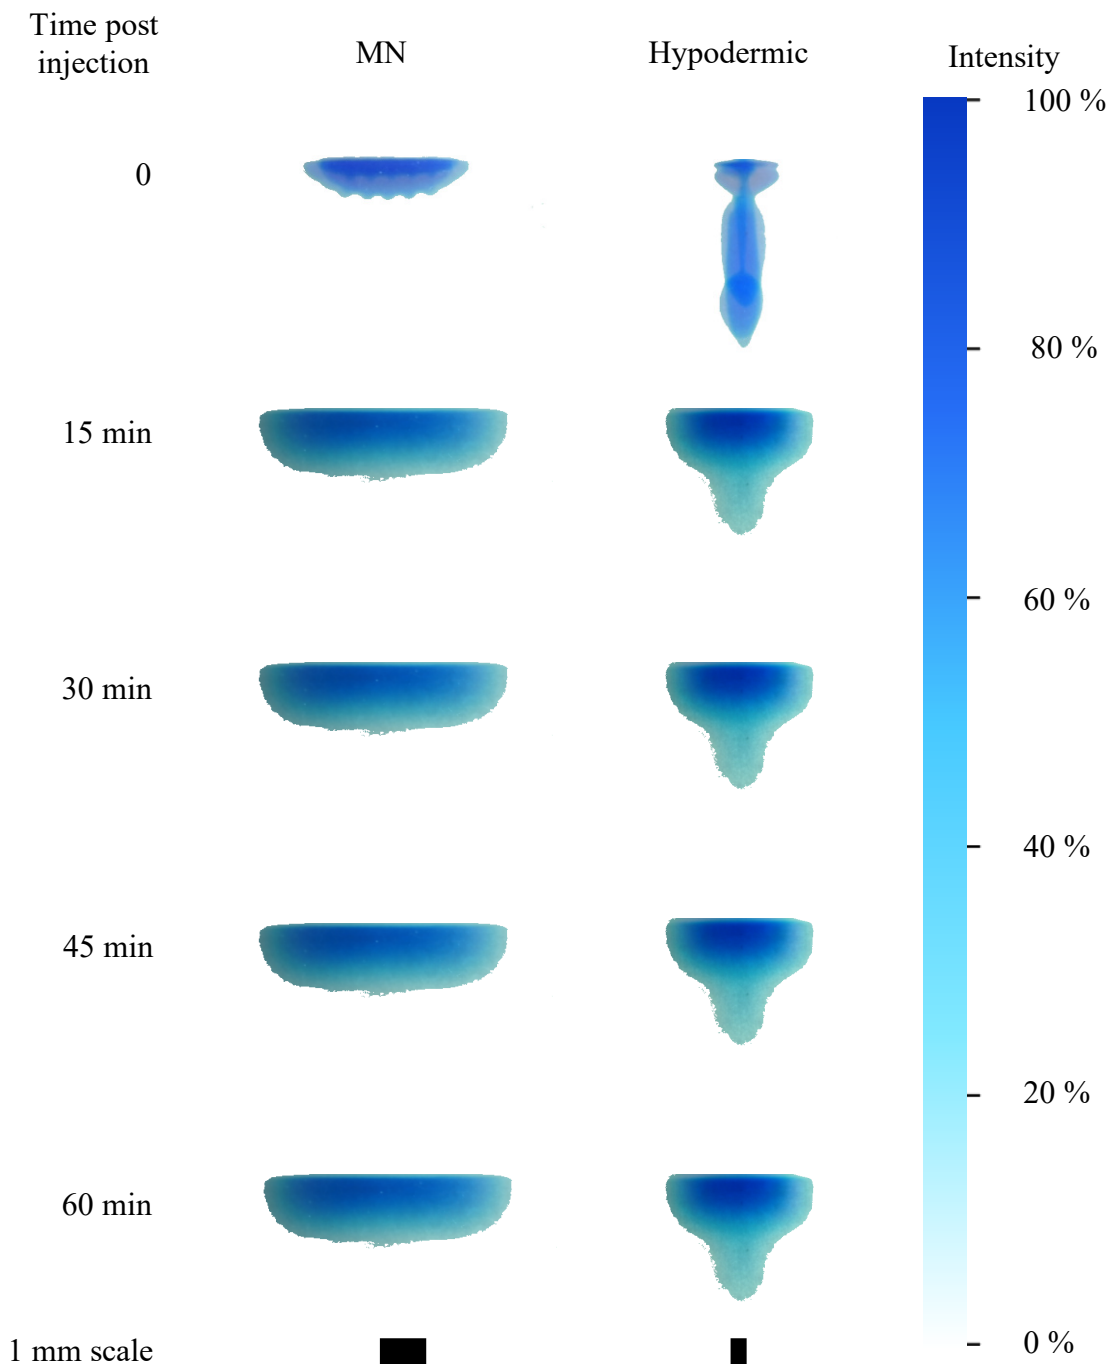 Time post
injection
MN
Hypodermic
Intensity
100 %
0
80 %
15 min
60 %
30 min
40 %
45 min
20 %
60 min
0 %
1 mm scale